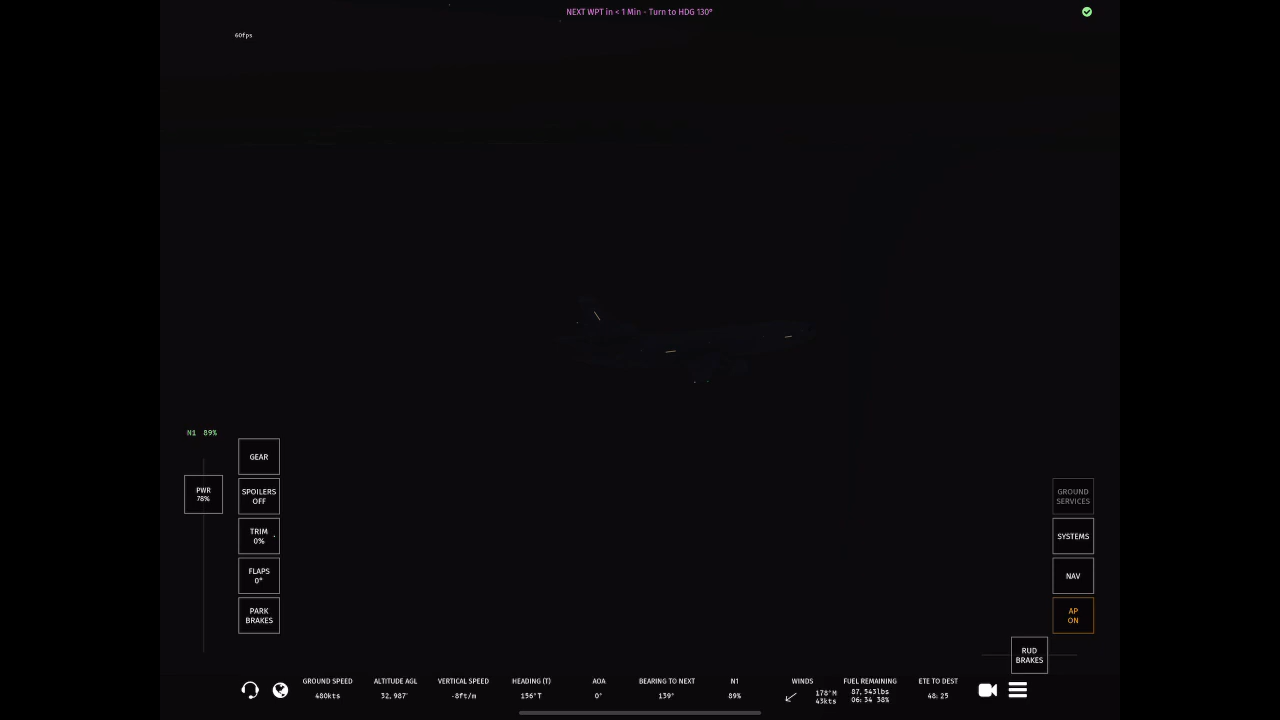 NEXT WPT in < 1 Min - Turn to HDG 130°
60fps
N1 89%
PWR
78%
GEAR
SPOILERS
OFF
TRIM
0%
FLAPS
0°
PARK
BRAKES
GROUND
SERVICES
SYSTEMS
NAV
AP
ON
RUD
BRAKES
GROUND SPEED
480kts
ALTITUDE AGL
32,987'
VERTICAL SPEED
-8ft/m
HEADING (T)
156°T
AOA
0°
BEARING TO NEXT
139°
N1
89%
WINDS
178°M
43kts
FUEL REMAINING
87,543lbs
06:34 38%
ETE TO DEST
48:25